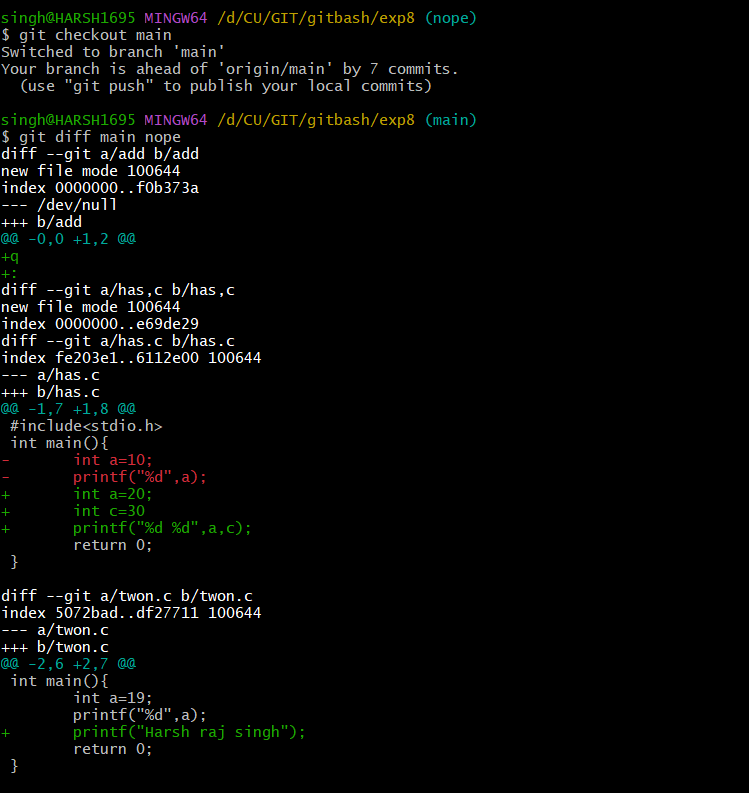 singh@HARSH1695 MINGW64 /d/CU/GIT/gitbash/exp8 (nope)
$ git checkout main
Switched to branch 'main'
Your branch is ahead of 'origin/main' by 7 commits.
  (use "git push" to publish your local commits)

singh@HARSH1695 MINGW64 /d/CU/GIT/gitbash/exp8 (main)
$ git diff main nope
diff --git a/add b/add
new file mode 100644
index 0000000..f0b373a
--- /dev/null
+++ b/add
@@ -0,0 +1,2 @@
+q
+:
diff --git a/has,c b/has,c
new file mode 100644
index 0000000..e69de29
diff --git a/has.c b/has.c
index fe203e1..6112e00 100644
--- a/has.c
+++ b/has.c
@@ -1,7 +1,8 @@
 #include<stdio.h>
 int main(){
-       int a=10;
-       printf("%d",a);
+       int a=20;
+       int c=30
+       printf("%d %d",a,c);
        return 0;
 }

diff --git a/twon.c b/twon.c
index 5072bad..df27711 100644
--- a/twon.c
+++ b/twon.c
@@ -2,6 +2,7 @@
 int main(){
        int a=19;
        printf("%d",a);
+       printf("Harsh raj singh");
        return 0;
 }